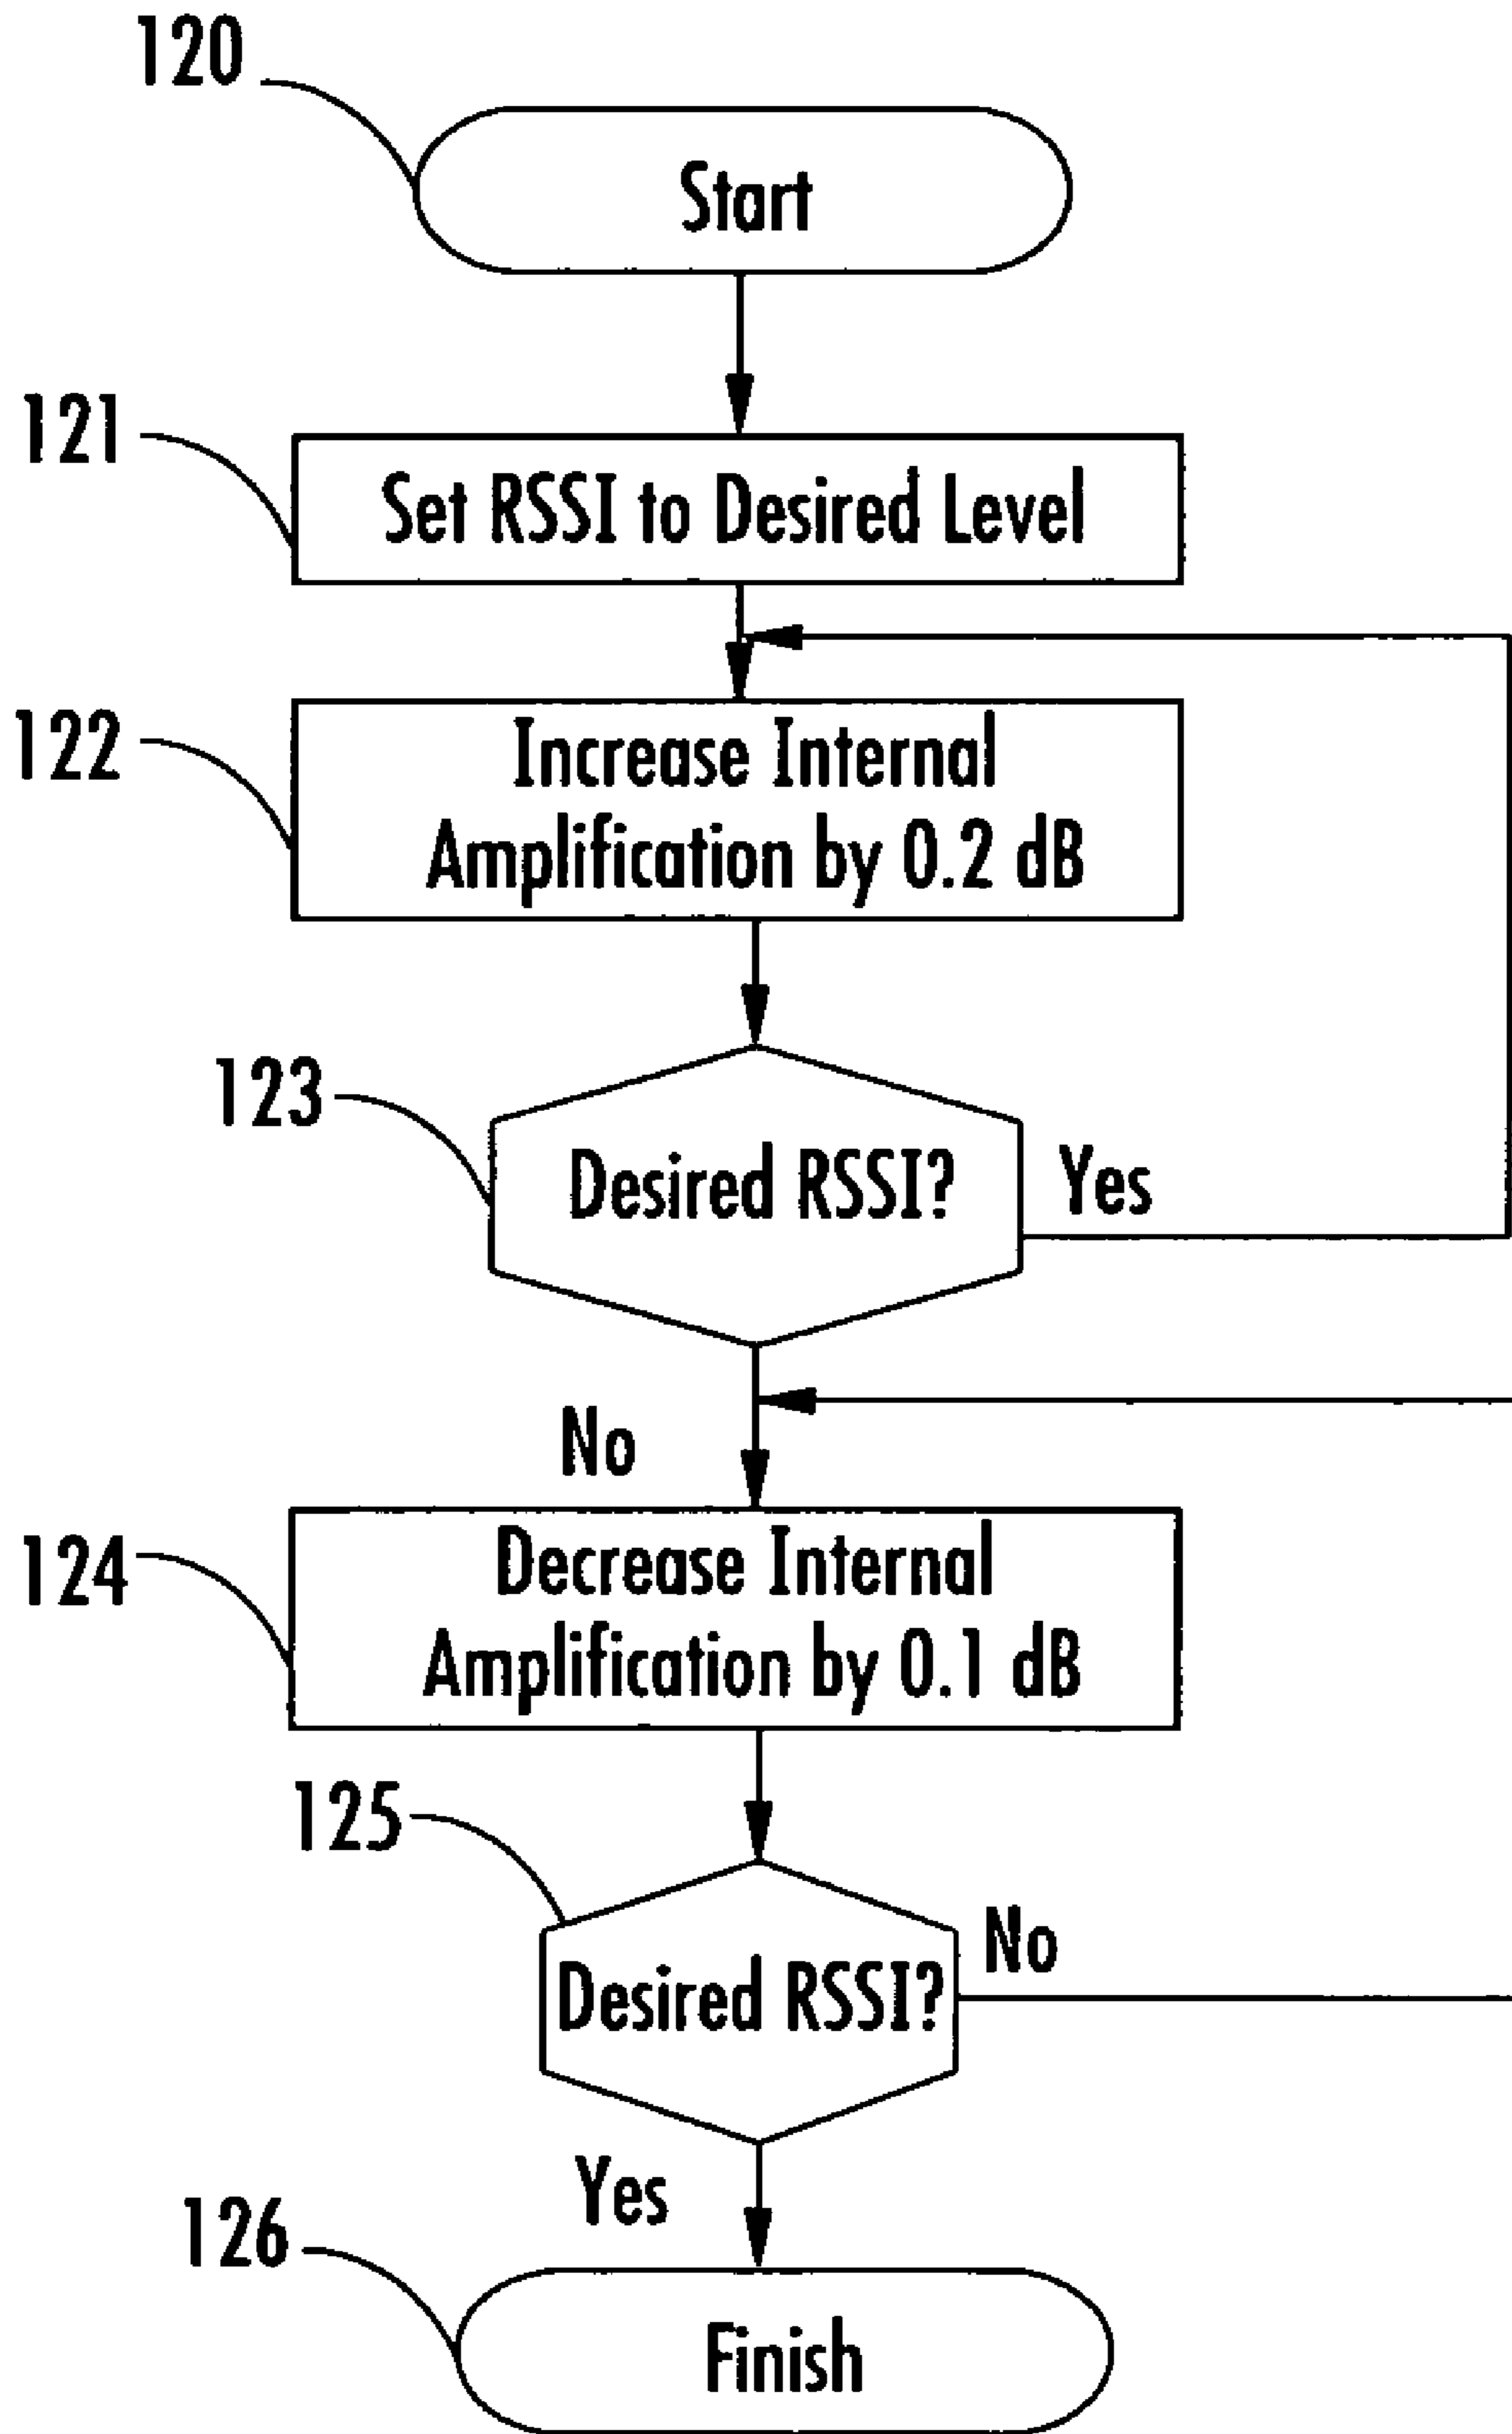 120
Start
121
Set RSSI to Desired Level
122
Increase Internal
Amplification by 0.2 dB
123
Desired RSSI?
Yes
No
124
Decrease Internal
Amplification by 0.1 dB
125
Desired RSSI?
No
Yes
126
Finish